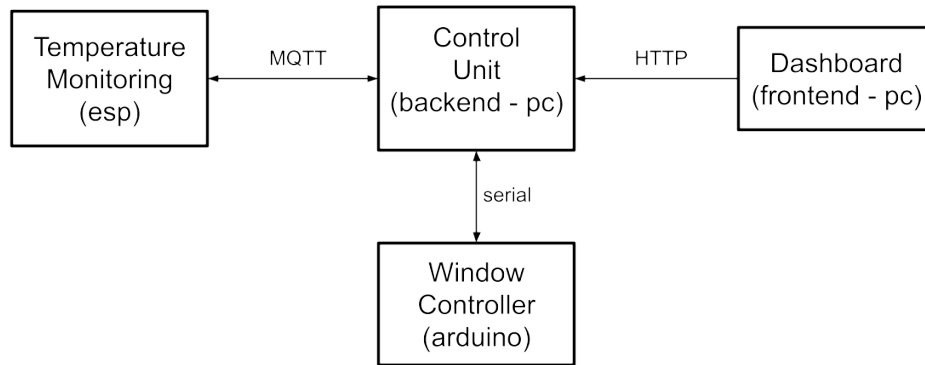 Temperature
Monitoring
(esp)
MQTT
Control
Unit
(backend - pc)
HTTP
Dashboard
(frontend - pc)
serial
Window
Controller
(arduino)